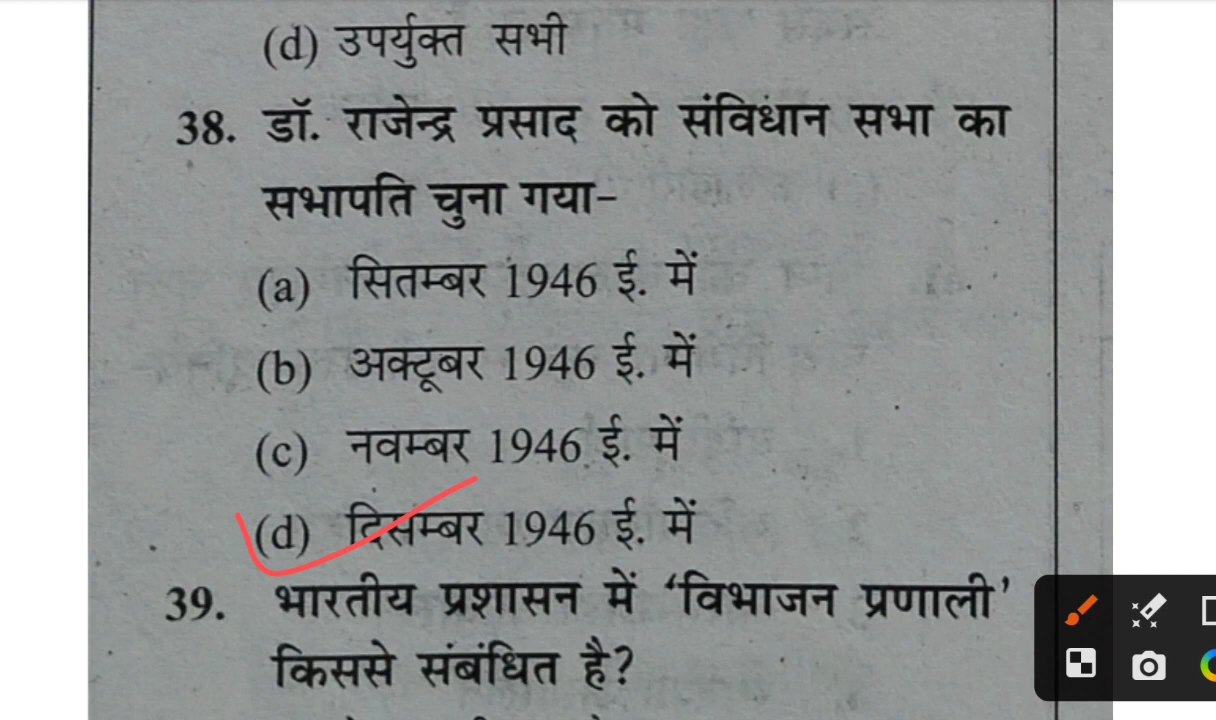 (d) उपर्युक्त सभी
38. डॉ. राजेन्द्र प्रसाद को संविधान सभा का
सभापति चुना गया-
(a) सितम्बर 1946 ई. में
(b) अक्टूबर 1946 ई. में
(c) नवम्बर 1946 ई. में
(d) दिसम्बर 1946 ई. में
39. भारतीय प्रशासन में ‘विभाजन प्रणाली’
किससे संबंधित है?